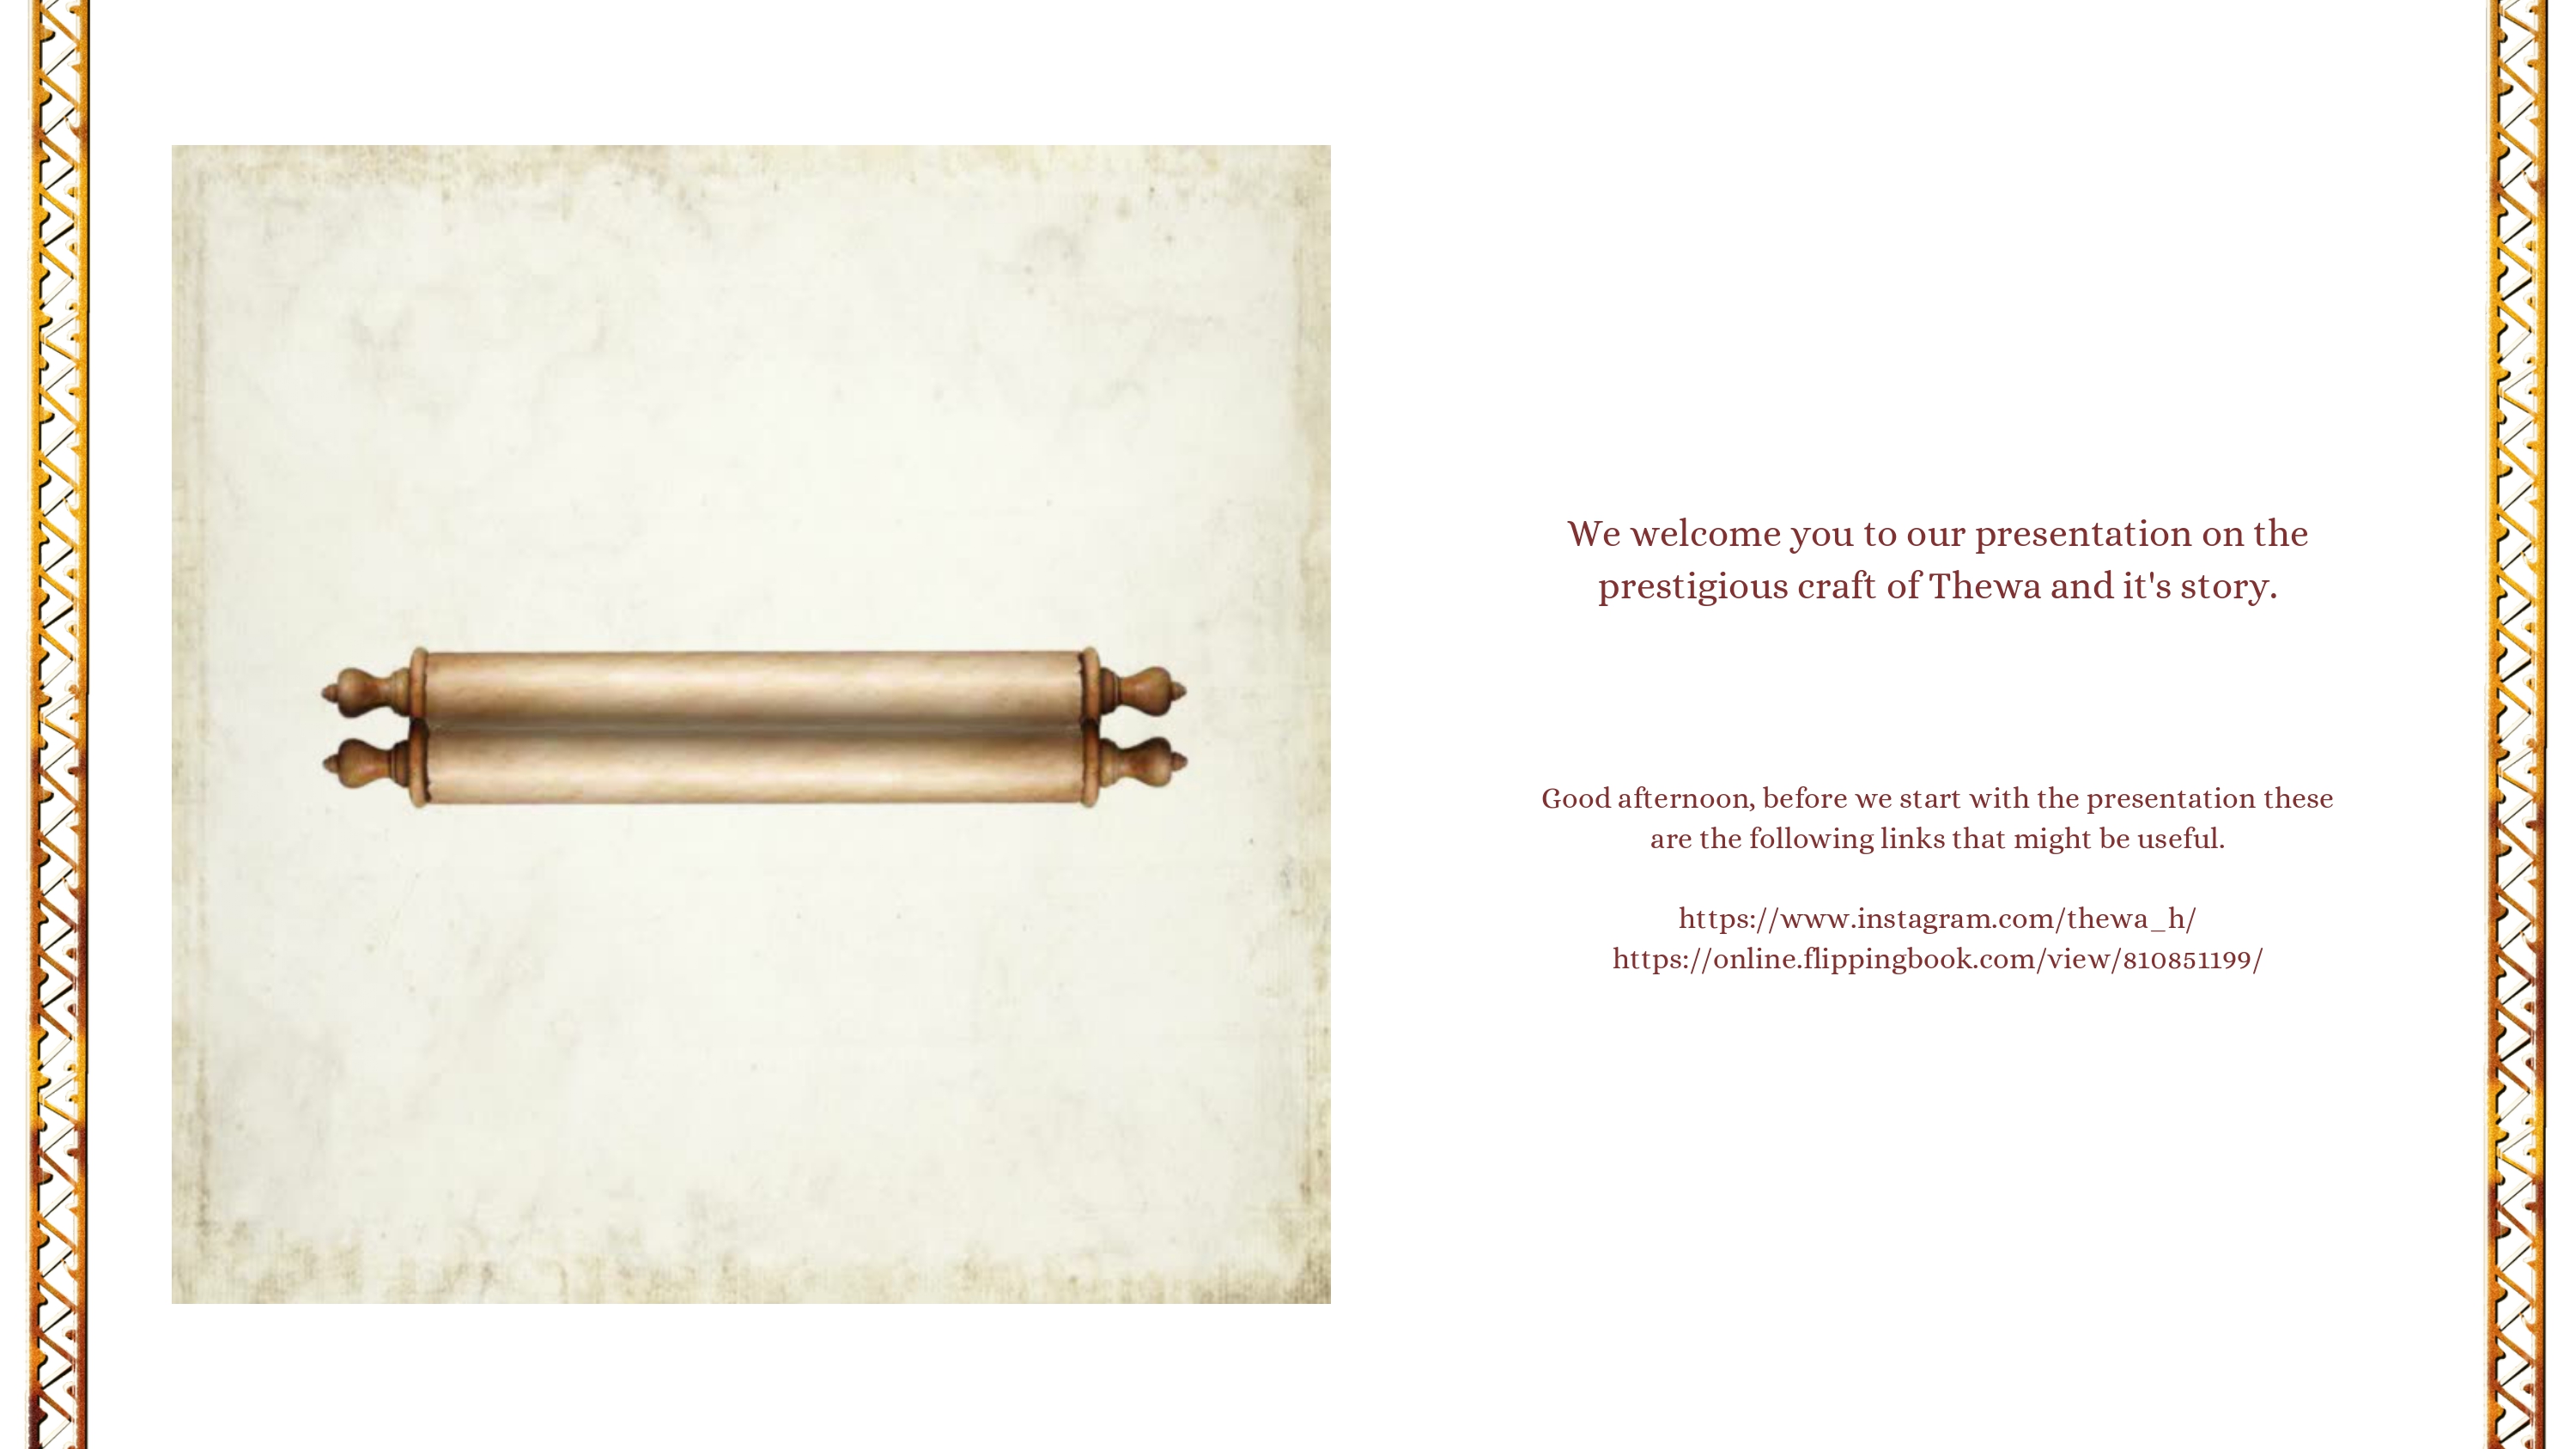 We welcome you to our presentation on the
prestigious craft of Thewa and it's story.
Good afternoon, before we start with the presentation these
are the following links that might be useful.
https://www.instagram.com/thewa_h/
https://online.flippingbook.com/view/810851199/